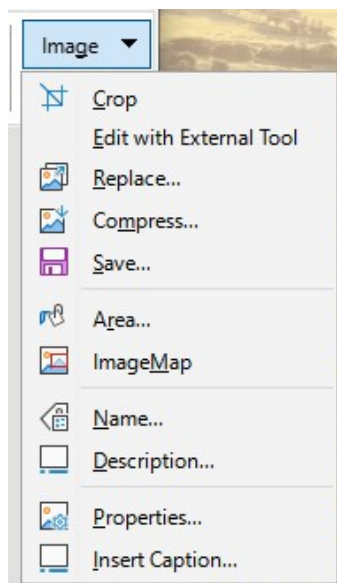 Image
Crop
Edit with External Tool
Replace...
Compress...
Save...
Area...
ImageMap
Name...
Description...
Properties...
Insert Caption...